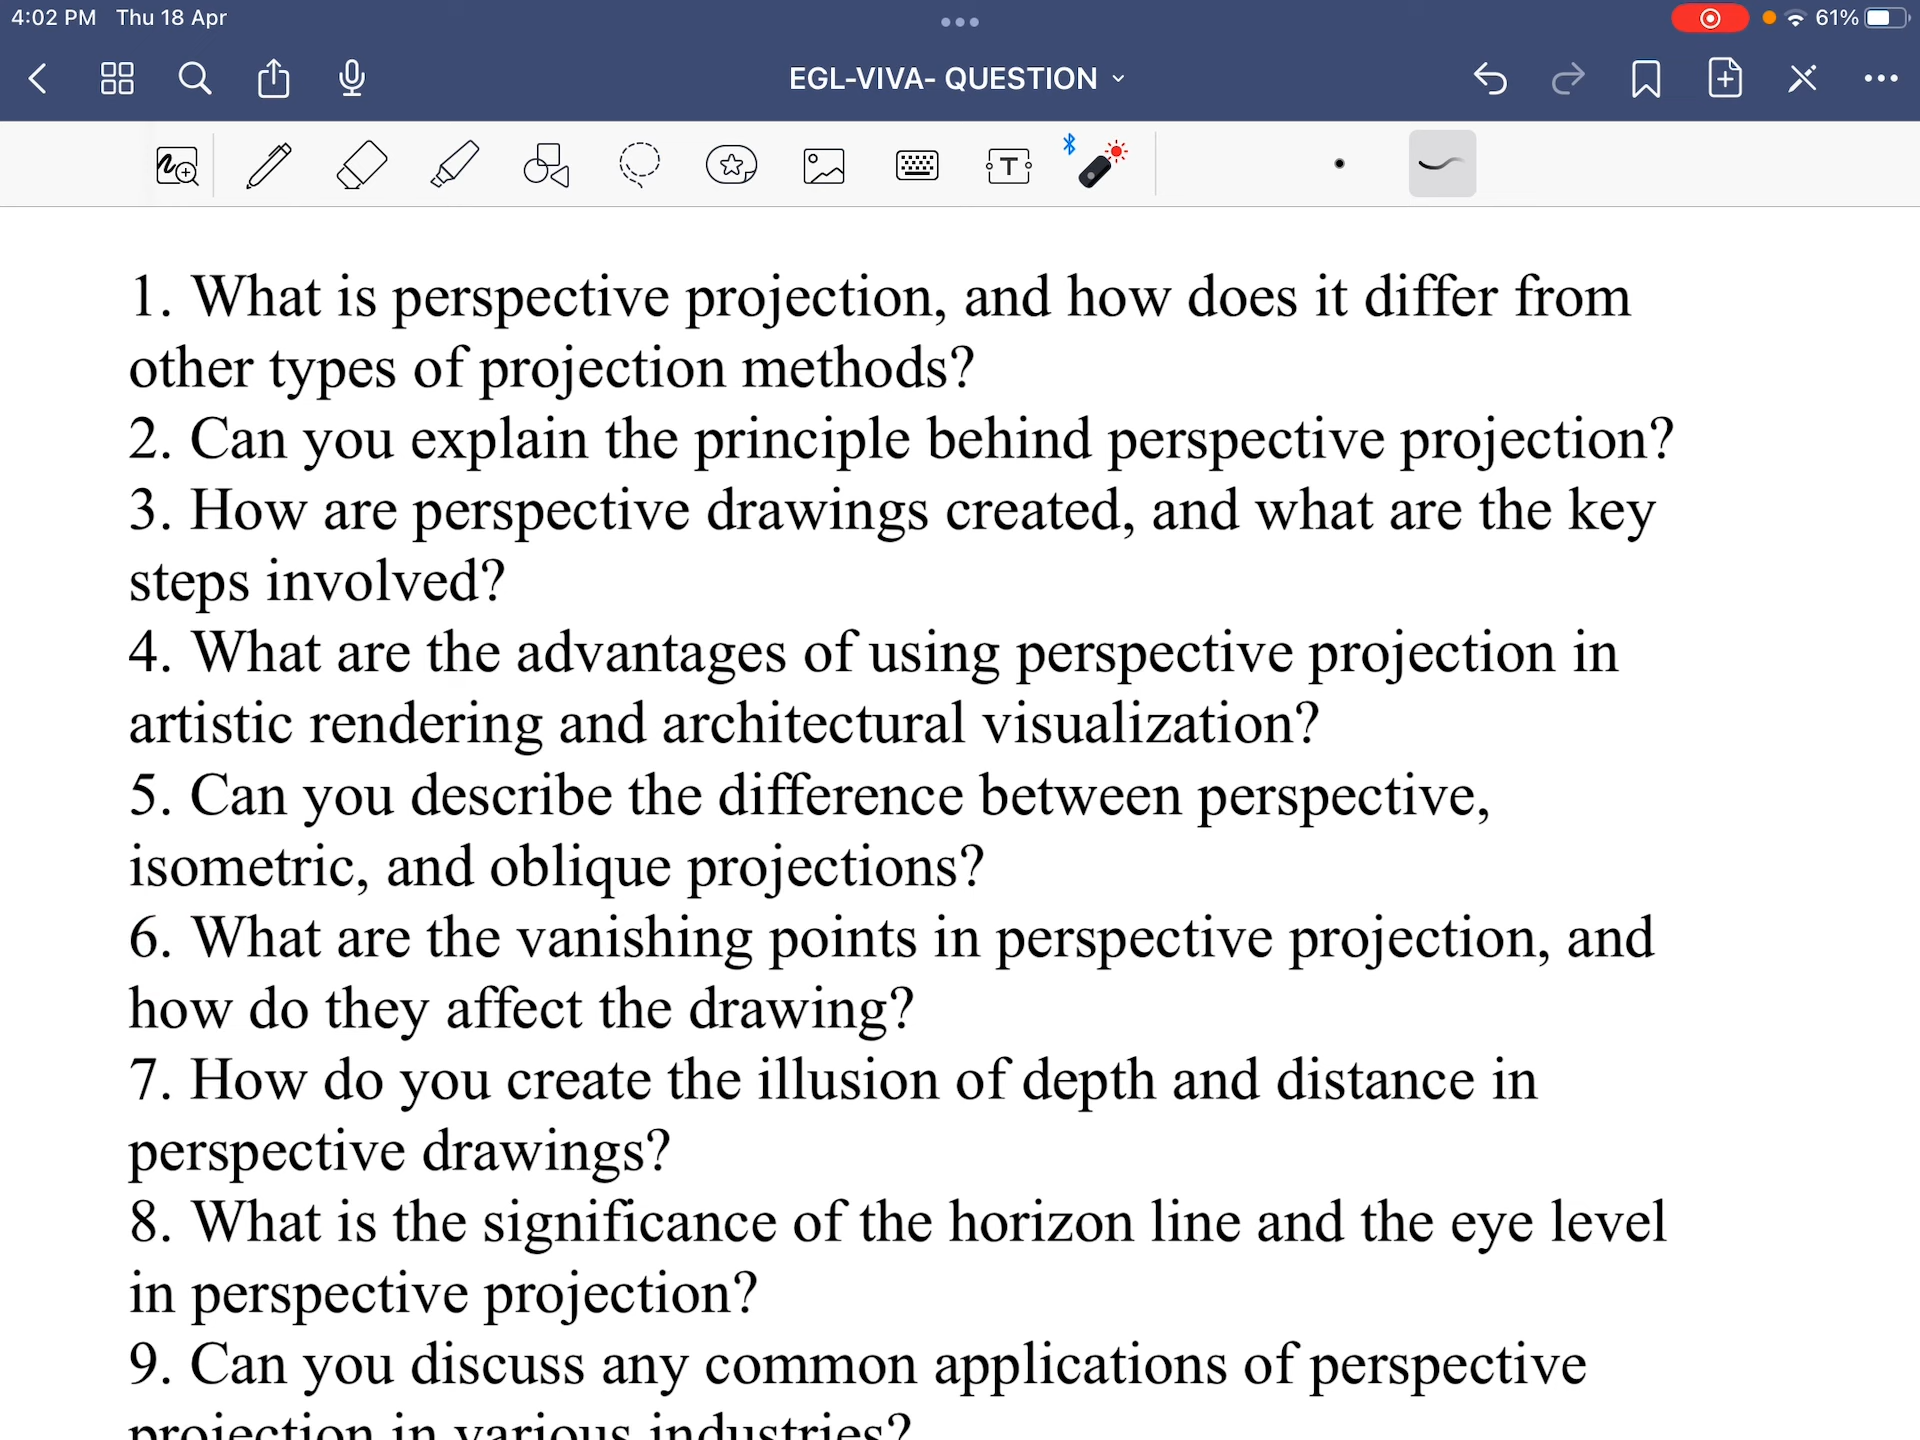 4:02 PM Thu 18 Apr
61%
EGL-VIVA- QUESTION
T
1. What is perspective projection, and how does it differ from
other types of projection methods?
2. Can you explain the principle behind perspective projection?
3. How are perspective drawings created, and what are the key
steps involved?
4. What are the advantages of using perspective projection in
artistic rendering and architectural visualization?
5. Can you describe the difference between perspective,
isometric, and oblique projections?
6. What are the vanishing points in perspective projection, and
how do they affect the drawing?
7. How do you create the illusion of depth and distance in
perspective drawings?
8. What is the significance of the horizon line and the eye level
in perspective projection?
9. Can you discuss any common applications of perspective
projection in various industries?